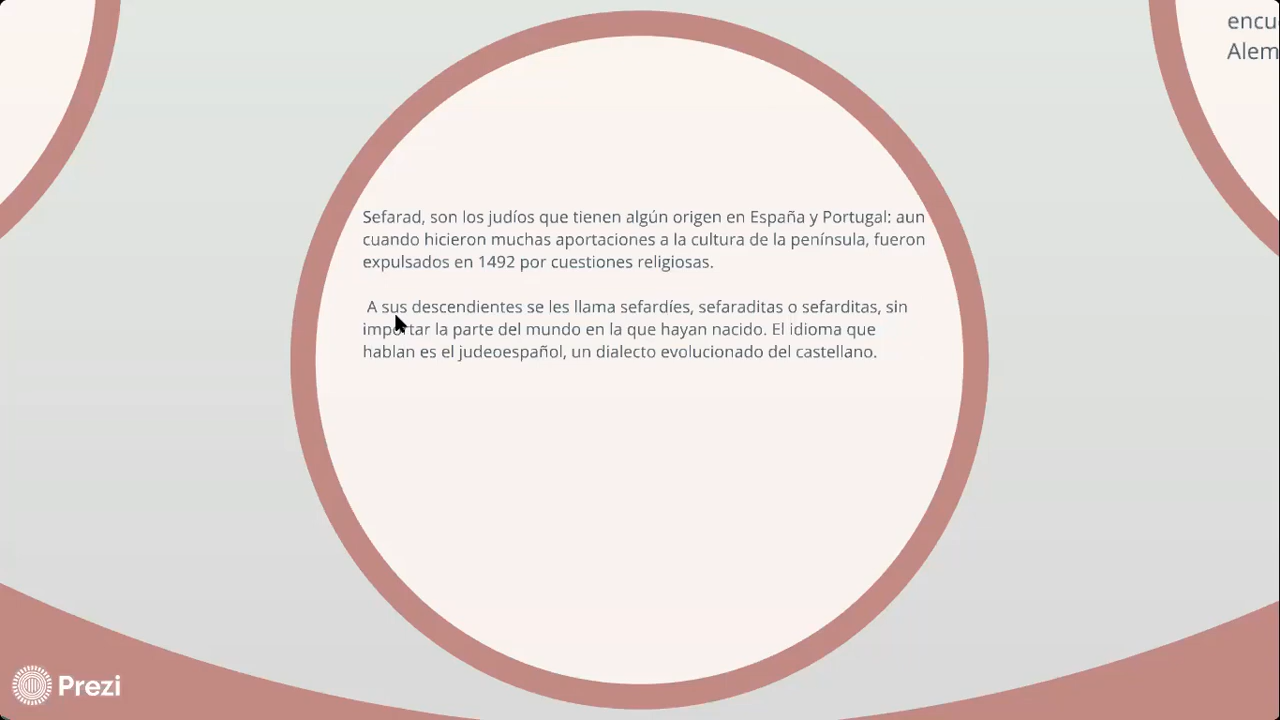 encu
Alem
Sefarad, son los judíos que tienen algún origen en España y Portugal: aun
cuando hicieron muchas aportaciones a la cultura de la península, fueron
expulsados en 1492 por cuestiones religiosas.
A sus descendientes se les llama sefardíes, sefaraditas o sefarditas, sin
importar la parte del mundo en la que hayan nacido. El idioma que
hablan es el judeoespañol, un dialecto evolucionado del castellano.
Prezi